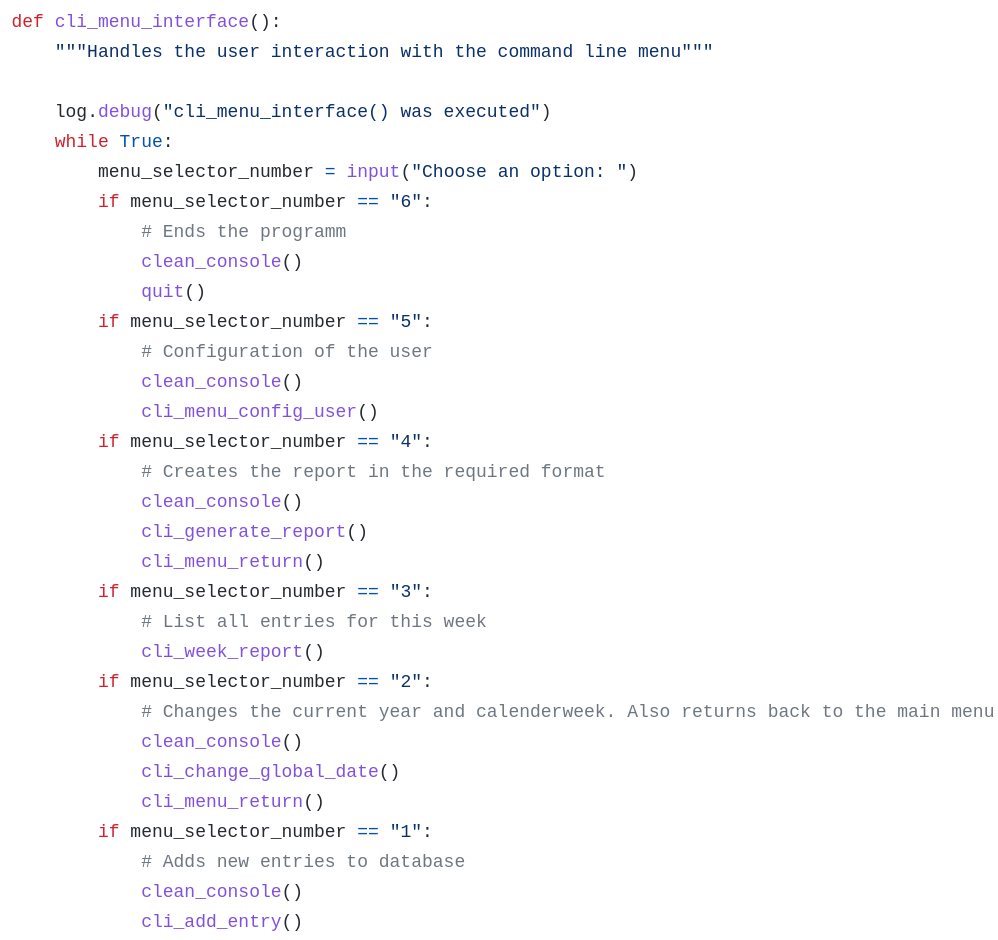 def cli_menu_interface():
    """Handles the user interaction with the command line menu"""

    log.debug("cli_menu_interface() was executed")
    while True:
        menu_selector_number = input("Choose an option: ")
        if menu_selector_number == "6":
            # Ends the programm
            clean_console()
            quit()
        if menu_selector_number == "5":
            # Configuration of the user
            clean_console()
            cli_menu_config_user()
        if menu_selector_number == "4":
            # Creates the report in the required format
            clean_console()
            cli_generate_report()
            cli_menu_return()
        if menu_selector_number == "3":
            # List all entries for this week
            cli_week_report()
        if menu_selector_number == "2":
            # Changes the current year and calenderweek. Also returns back to the main menu
            clean_console()
            cli_change_global_date()
            cli_menu_return()
        if menu_selector_number == "1":
            # Adds new entries to database
            clean_console()
            cli_add_entry()